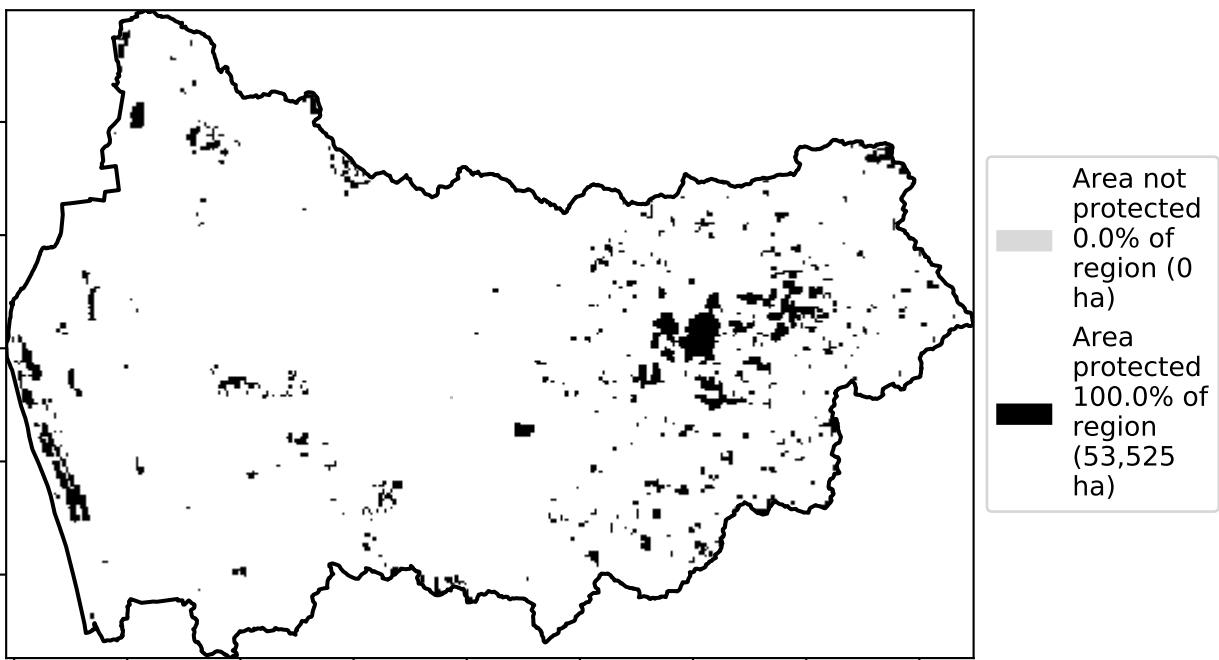 Area not
protected
0.0% of
region (0
ha)
Area
protected
100.0% of
region
(53,525
ha)